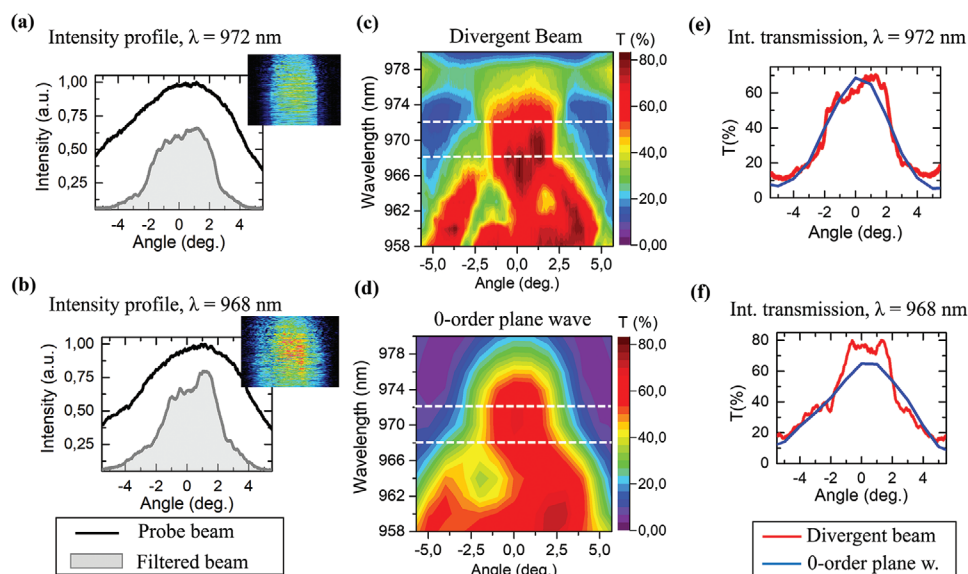 (a)
Intensity profile, λ = 972 nm
1,00
0,75
0,50
0,25
Intensity (a.u.)
-4 -2 0 2 4
Angle (deg.)
(b)
Intensity profile, λ = 968 nm
1,00
0,75
0,50
0,25
Intensity (a.u.)
-4 -2 0 2 4
Angle (deg.)
Probe beam
Filtered beam
(c)
Divergent Beam
T (%)
978
974
970
966
962
958
Wavelength (nm)
-5,0 -2,5 0,0 2,5 5,0
Angle (deg.)
80,0
60,0
40,0
20,0
0,00
(d)
0-order plane wave
T (%)
978
974
970
966
962
958
Wavelength (nm)
-5,0 -2,5 0,0 2,5 5,0
Angle (deg.)
80,0
60,0
40,0
20,0
0,00
(e)
Int. transmission, λ = 972 nm
60
40
20
0
T(%)
-4 0 4
Angle (deg.)
(f)
Int. transmission, λ = 968 nm
80
60
40
20
0
T(%)
-4 -2 0 2 4
Angle (deg.)
Divergent beam
0-order plane w.